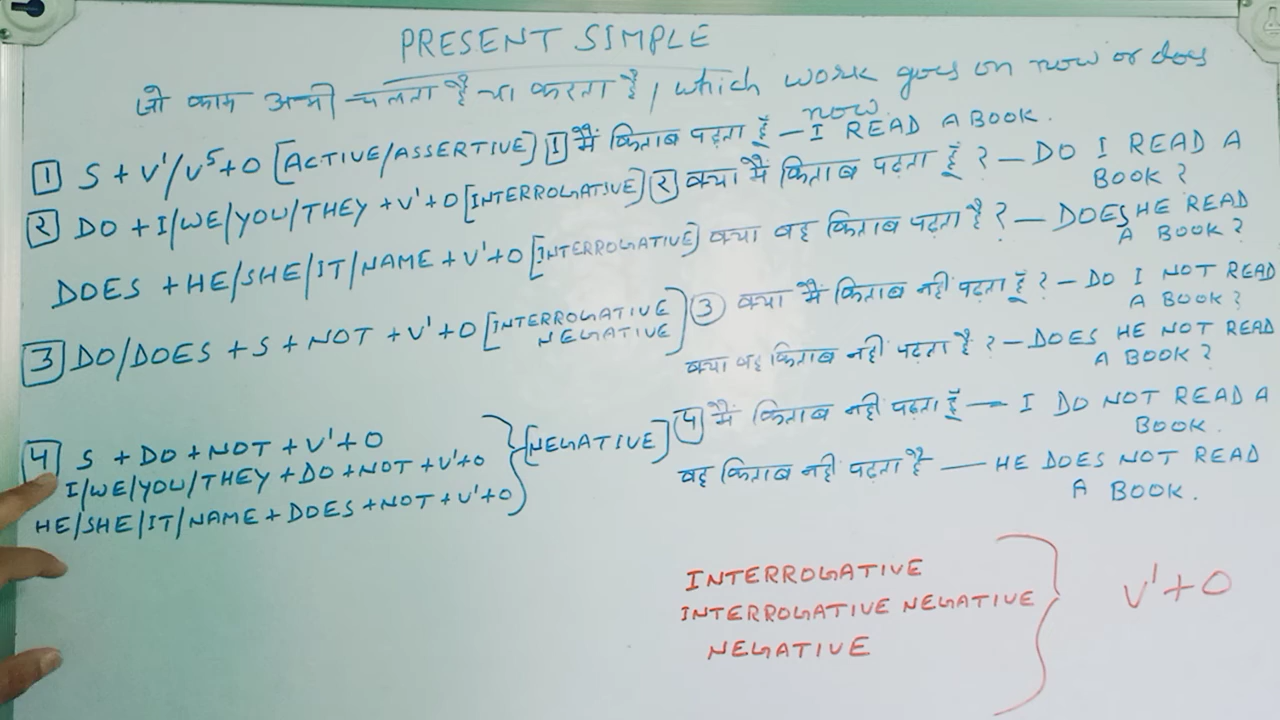 PRESENT SIMPLE
जो काम अभी चलता है या करता है, which work goes on now or does now
1 S + V¹/V⁵+O [ACTIVE/ASSERTIVE] 1 मैं किताब पढ़ता हूँ – I READ A BOOK.
२ DO + I/WE/YOU/THEY + V¹+O [INTERROGATIVE] २ क्या मैं किताब पढ़ता हूँ ? – DO I READ A BOOK ?
DOES + HE/SHE/IT/NAME + V¹+O [INTERROGATIVE] क्या वह किताब पढ़ता है ? – DOES HE READ A BOOK ?
3 DO/DOES + S + NOT + V¹+O [INTERROGATIVE NEGATIVE] 3 क्या मैं किताब नहीं पढ़ता हूँ ? – DO I NOT READ A BOOK ?
क्या वह किताब नहीं पढ़ता है ? – DOES HE NOT READ A BOOK ?
4 S + DO + NOT + V¹+O
I/WE/YOU/THEY + DO + NOT + V¹+O
HE/SHE/IT/NAME + DOES + NOT + V¹+O
} [NEGATIVE] 4 मैं किताब नहीं पढ़ता हूँ — I DO NOT READ A BOOK.
वह किताब नहीं पढ़ता है — HE DOES NOT READ A BOOK.
INTERROGATIVE
INTERROGATIVE NEGATIVE
NEGATIVE
} V¹+O